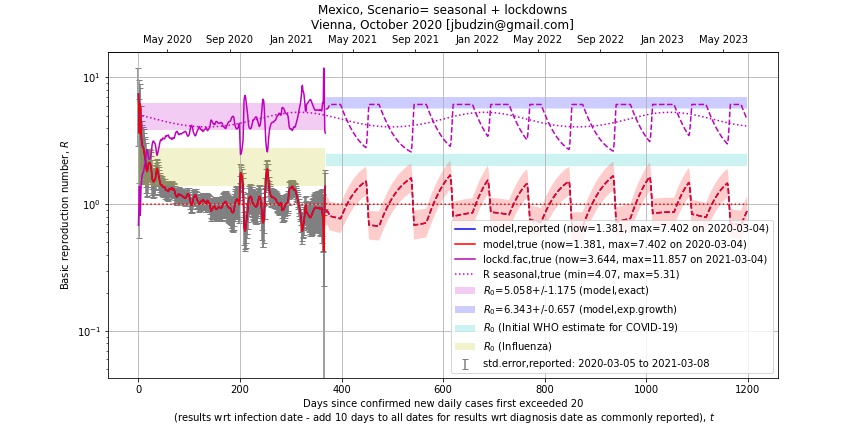 Mexico, Scenario= seasonal + lockdowns
Vienna, October 2020 [jbudzin@gmail.com]
May 2020 Sep 2020 Jan 2021 May 2021 Sep 2021 Jan 2022 May 2022 Sep 2022 Jan 2023 May 2023
Basic reproduction number, R
10¹
10⁰
10⁻¹
model,reported (now=1.381, max=7.402 on 2020-03-04)
model,true (now=1.381, max=7.402 on 2020-03-04)
lockd.fac,true (now=3.644, max=11.857 on 2021-03-04)
R seasonal,true (min=4.07, max=5.31)
R₀=5.058+/-1.175 (model,exact)
R₀=6.343+/-0.657 (model,exp.growth)
R₀ (Initial WHO estimate for COVID-19)
R₀ (Influenza)
std.error,reported: 2020-03-05 to 2021-03-08
0 200 400 600 800 1000 1200
Days since confirmed new daily cases first exceeded 20
(results wrt infection date - add 10 days to all dates for results wrt diagnosis date as commonly reported), t